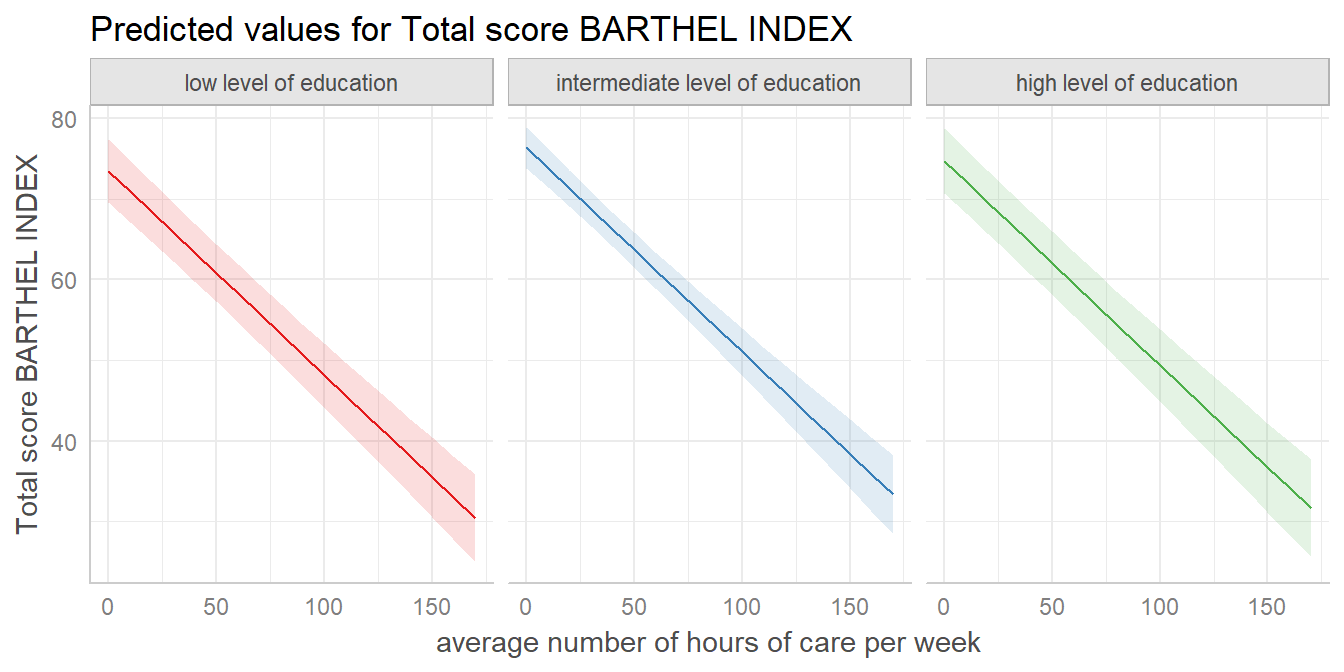 Predicted values for Total score BARTHEL INDEX
low level of education
intermediate level of education
high level of education
Total score BARTHEL INDEX
80
60
40
0 50 100 150
0 50 100 150
0 50 100 150
average number of hours of care per week